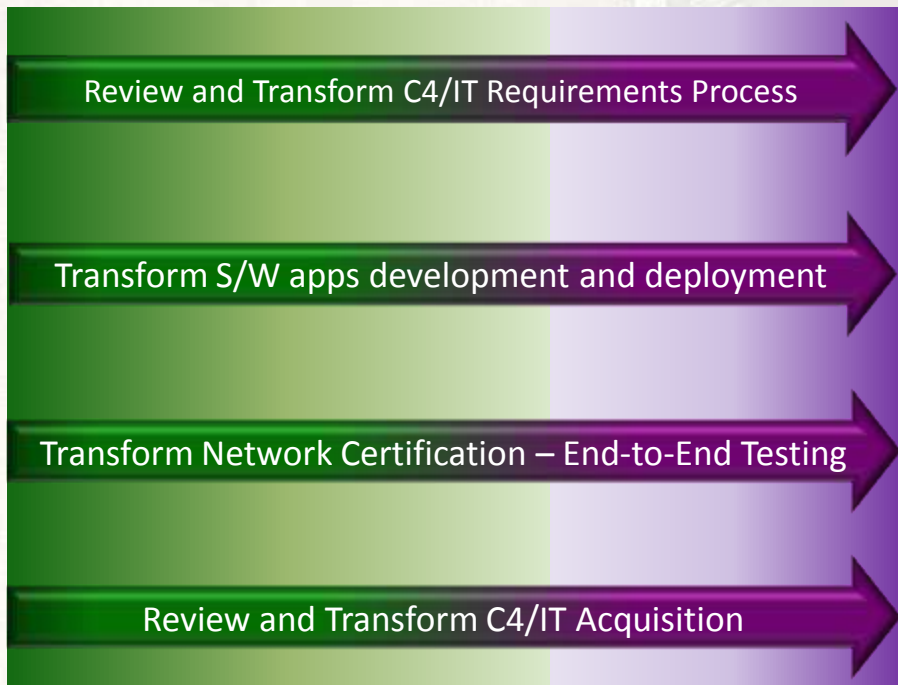 Review and Transform C4/IT Requirements Process
Transform S/W apps development and deployment
Transform Network Certification – End-to-End Testing
Review and Transform C4/IT Acquisition